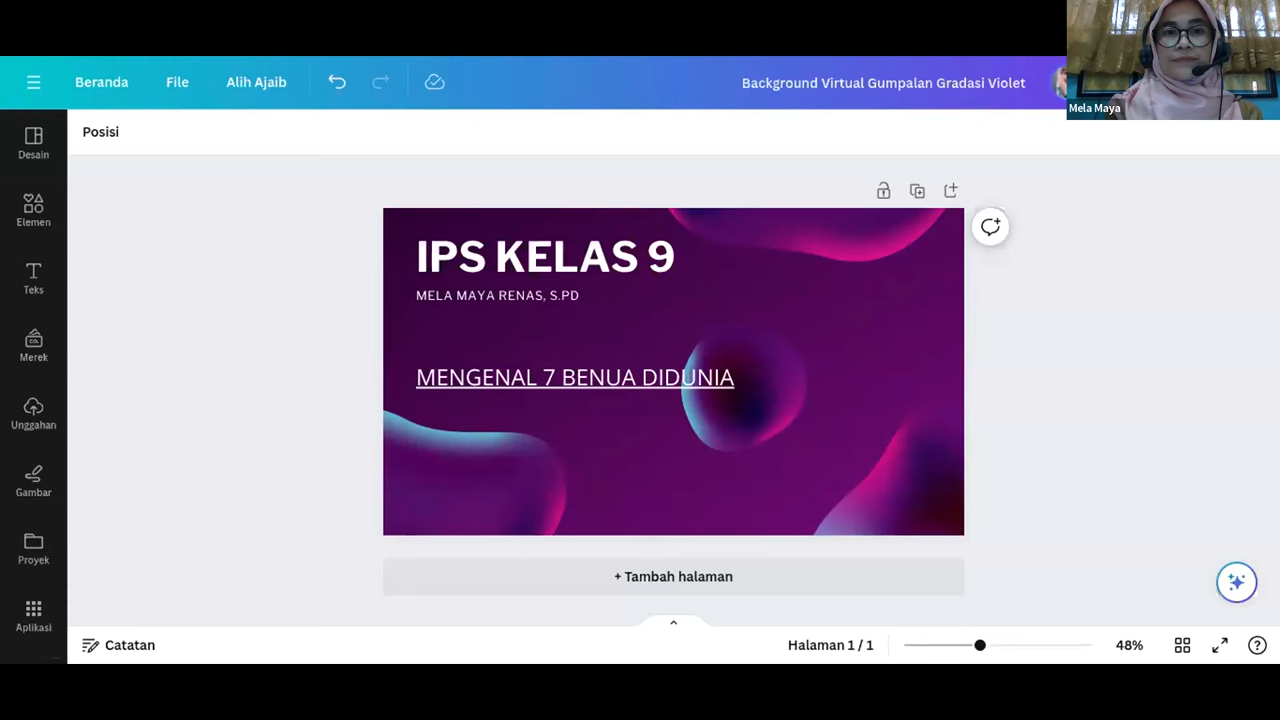 Beranda
File
Alih Ajaib
Background Virtual Gumpalan Gradasi Violet
Mela Maya
Posisi
Desain
Elemen
Teks
Merek
Unggahan
Gambar
Proyek
Aplikasi
IPS KELAS 9
MELA MAYA RENAS, S.PD
MENGENAL 7 BENUA DIDUNIA
+ Tambah halaman
Catatan
Halaman 1 / 1
48%